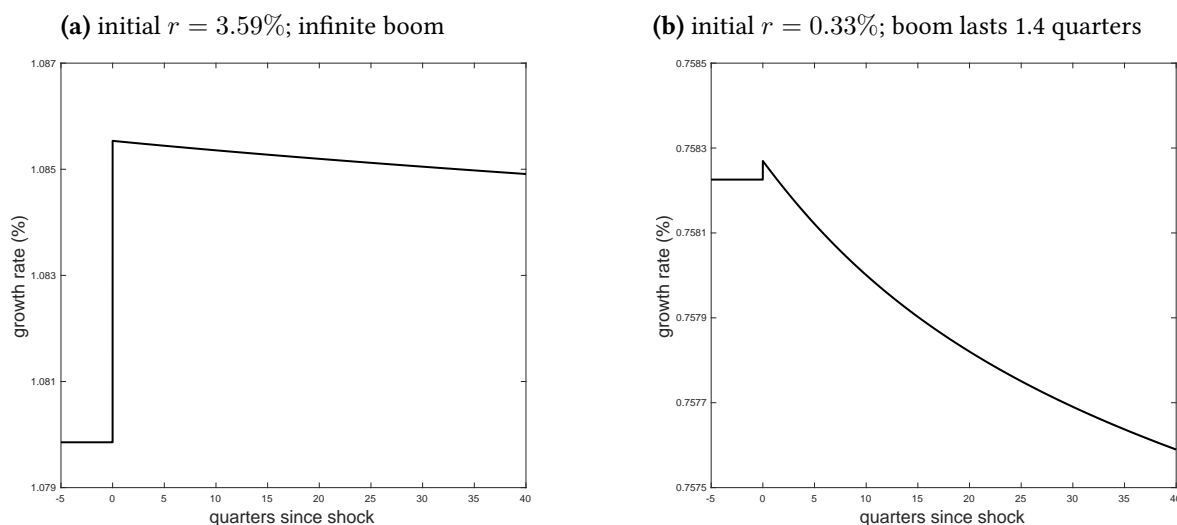 (a) initial r = 3.59%; infinite boom
1.087
1.085
1.083
1.081
1.079
growth rate (%)
-5 0 5 10 15 20 25 30 35 40
quarters since shock
(b) initial r = 0.33%; boom lasts 1.4 quarters
0.7585
0.7583
0.7581
0.7579
0.7577
0.7575
growth rate (%)
-5 0 5 10 15 20 25 30 35 40
quarters since shock